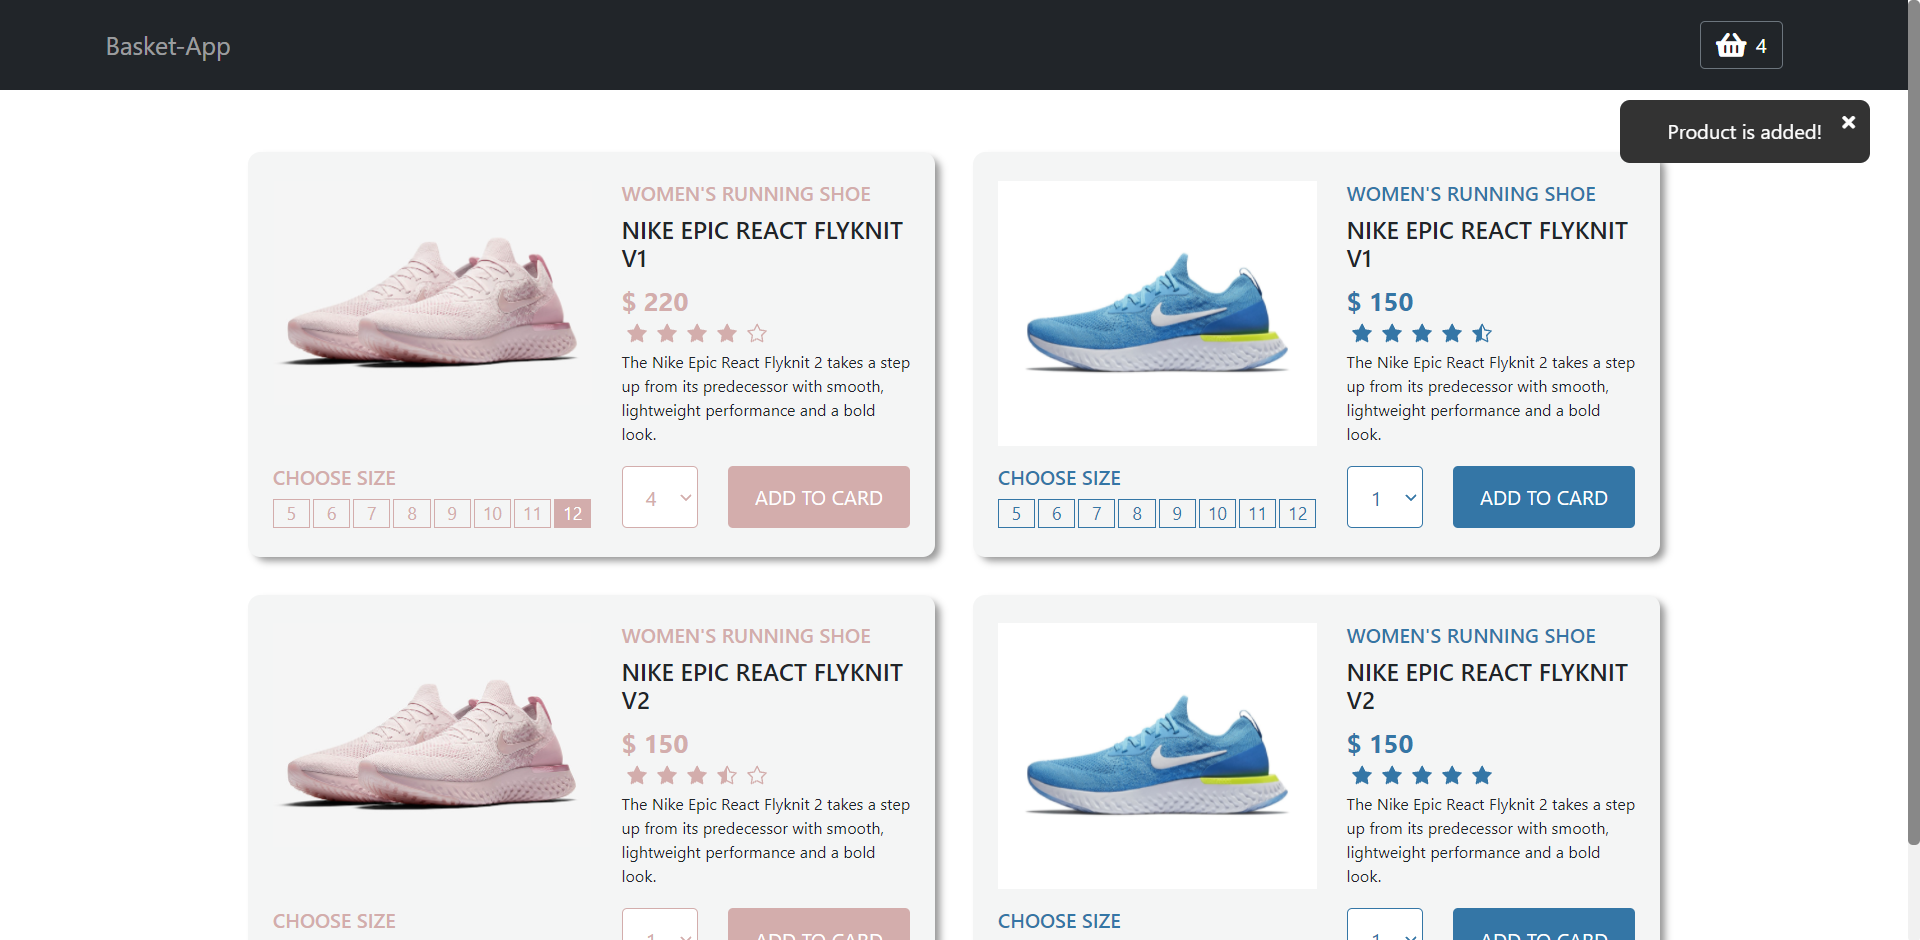 Basket-App
4
Product is added!
WOMEN'S RUNNING SHOE
NIKE EPIC REACT FLYKNIT
V1
$ 220
The Nike Epic React Flyknit 2 takes a step
up from its predecessor with smooth,
lightweight performance and a bold
look.
CHOOSE SIZE
5 6 7 8 9 10 11 12
4
ADD TO CARD
WOMEN'S RUNNING SHOE
NIKE EPIC REACT FLYKNIT
V1
$ 150
The Nike Epic React Flyknit 2 takes a step
up from its predecessor with smooth,
lightweight performance and a bold
look.
CHOOSE SIZE
5 6 7 8 9 10 11 12
1
ADD TO CARD
WOMEN'S RUNNING SHOE
NIKE EPIC REACT FLYKNIT
V2
$ 150
The Nike Epic React Flyknit 2 takes a step
up from its predecessor with smooth,
lightweight performance and a bold
look.
CHOOSE SIZE
1
ADD TO CARD
WOMEN'S RUNNING SHOE
NIKE EPIC REACT FLYKNIT
V2
$ 150
The Nike Epic React Flyknit 2 takes a step
up from its predecessor with smooth,
lightweight performance and a bold
look.
CHOOSE SIZE
1
ADD TO CARD